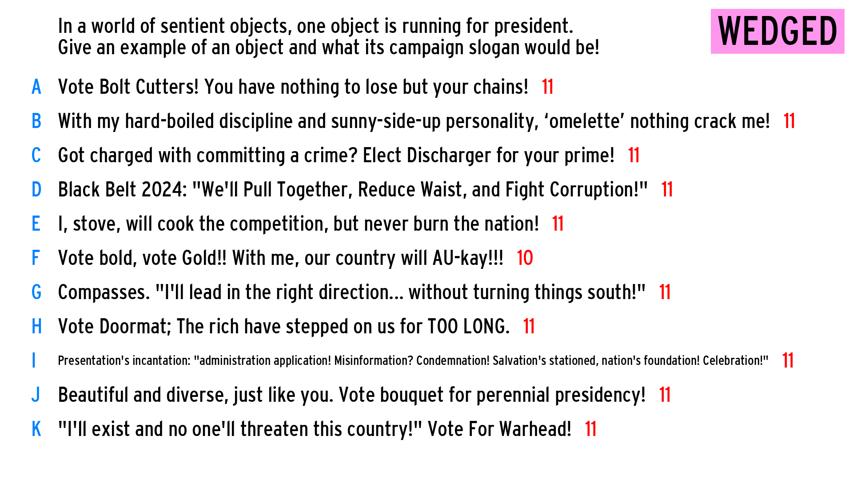 In a world of sentient objects, one object is running for president.
Give an example of an object and what its campaign slogan would be!
WEDGED
A Vote Bolt Cutters! You have nothing to lose but your chains! 11
B With my hard-boiled discipline and sunny-side-up personality, ‘omelette’ nothing crack me! 11
C Got charged with committing a crime? Elect Discharger for your prime! 11
D Black Belt 2024: "We'll Pull Together, Reduce Waist, and Fight Corruption!" 11
E I, stove, will cook the competition, but never burn the nation! 11
F Vote bold, vote Gold!! With me, our country will AU-kay!!! 10
G Compasses. "I'll lead in the right direction... without turning things south!" 11
H Vote Doormat; The rich have stepped on us for TOO LONG. 11
I Presentation's incantation: "administration application! Misinformation? Condemnation! Salvation's stationed, nation's foundation! Celebration!" 11
J Beautiful and diverse, just like you. Vote bouquet for perennial presidency! 11
K "I'll exist and no one'll threaten this country!" Vote For Warhead! 11